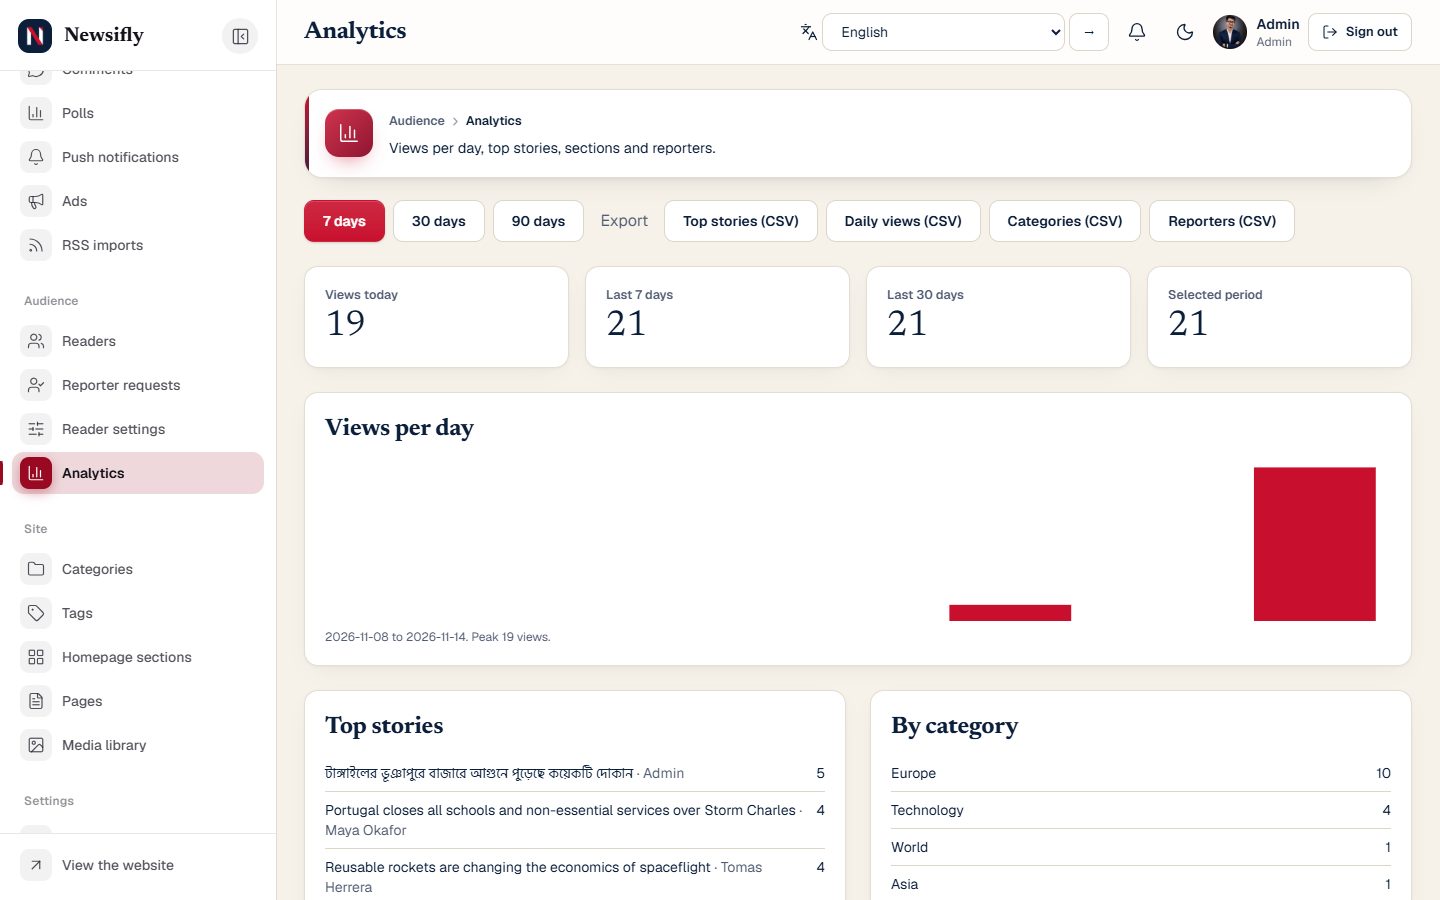 Newsifly
Comments
Polls
Push notifications
Ads
RSS imports
Audience
Readers
Reporter requests
Reader settings
Analytics
Site
Categories
Tags
Homepage sections
Pages
Media library
Settings
View the website
Analytics
English
→
Admin
Admin
Sign out
Audience > Analytics
Views per day, top stories, sections and reporters.
7 days
30 days
90 days
Export
Top stories (CSV)
Daily views (CSV)
Categories (CSV)
Reporters (CSV)
Views today
19
Last 7 days
21
Last 30 days
21
Selected period
21
Views per day
2026-11-08 to 2026-11-14. Peak 19 views.
Top stories
টাঙ্গাইলের ভূঞাপুরে বাজারে আগুনে পুড়েছে কয়েকটি দোকান · Admin 5
Portugal closes all schools and non-essential services over Storm Charles · 4
Maya Okafor
Reusable rockets are changing the economics of spaceflight · Tomas 4
Herrera
By category
Europe 10
Technology 4
World 1
Asia 1